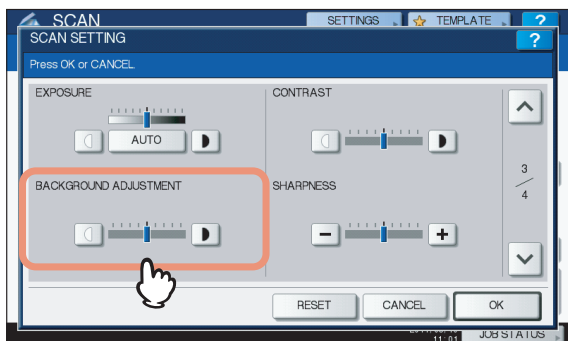 SCAN
SETTINGS
TEMPLATE
?
SCAN SETTING
?
Press OK or CANCEL.
EXPOSURE
CONTRAST
AUTO
BACKGROUND ADJUSTMENT
SHARPNESS
3
4
RESET
CANCEL
OK
11:01
JOB STATUS